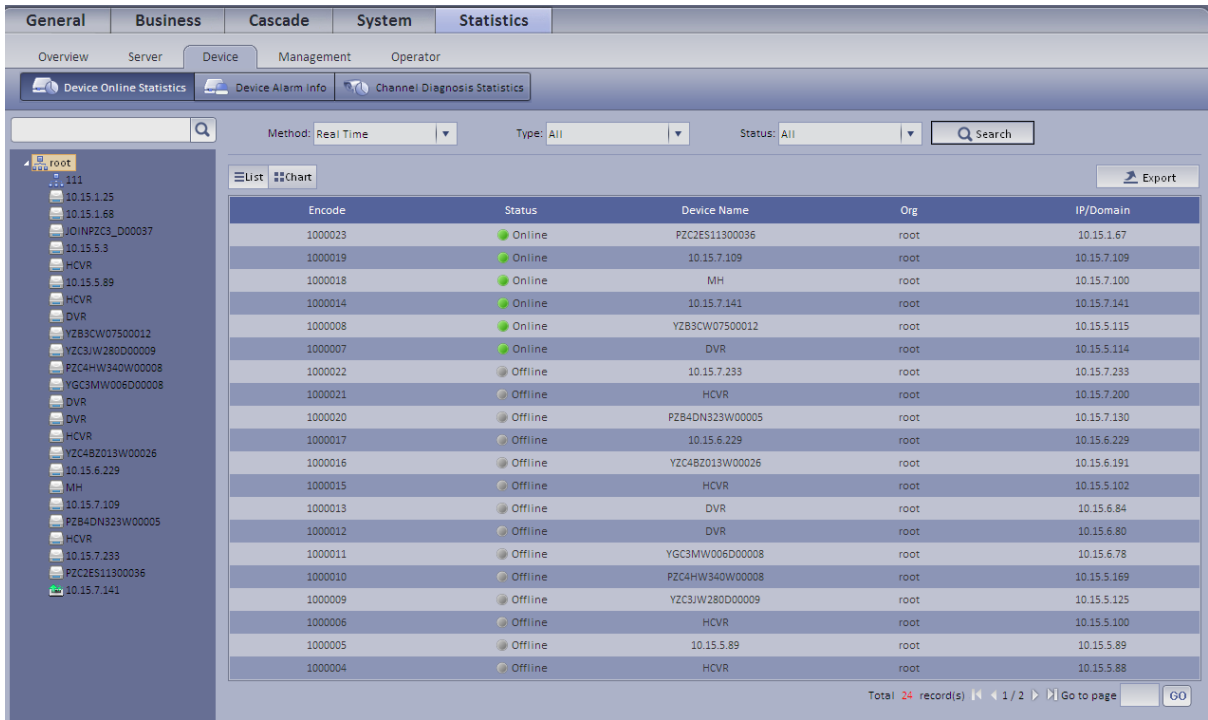 General Business Cascade System Statistics
Overview Server Device Management Operator
Device Online Statistics Device Alarm Info Channel Diagnosis Statistics
Method: Real Time Type: All Status: All Search
root
111
10.15.1.25
10.15.1.68
JOINPZC3_D00037
10.15.5.3
HCVR
10.15.5.89
HCVR
DVR
YZB3CW07500012
YZC3JW280D00009
PZC4HW340W00008
YGC3MW006D00008
DVR
DVR
HCVR
YZC4BZ013W00026
10.15.6.229
MH
10.15.7.109
PZB4DN323W00005
HCVR
10.15.7.233
PZC2ES11300036
10.15.7.141
List Chart Export
Encode Status Device Name Org IP/Domain
1000023 Online PZC2ES11300036 root 10.15.1.67
1000019 Online 10.15.7.109 root 10.15.7.109
1000018 Online MH root 10.15.7.100
1000014 Online 10.15.7.141 root 10.15.7.141
1000008 Online YZB3CW07500012 root 10.15.5.115
1000007 Online DVR root 10.15.5.114
1000022 Offline 10.15.7.233 root 10.15.7.233
1000021 Offline HCVR root 10.15.7.200
1000020 Offline PZB4DN323W00005 root 10.15.7.130
1000017 Offline 10.15.6.229 root 10.15.6.229
1000016 Offline YZC4BZ013W00026 root 10.15.6.191
1000015 Offline HCVR root 10.15.5.102
1000013 Offline DVR root 10.15.6.84
1000012 Offline DVR root 10.15.6.80
1000011 Offline YGC3MW006D00008 root 10.15.6.78
1000010 Offline PZC4HW340W00008 root 10.15.5.169
1000009 Offline YZC3JW280D00009 root 10.15.5.125
1000006 Offline HCVR root 10.15.5.100
1000005 Offline 10.15.5.89 root 10.15.5.89
1000004 Offline HCVR root 10.15.5.88
Total 24 record(s) 1 / 2 Go to page GO